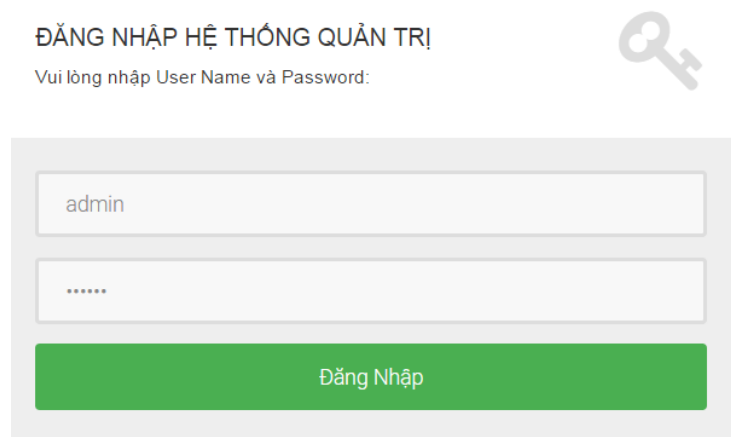 ĐĂNG NHẬP HỆ THỐNG QUẢN TRỊ
Vui lòng nhập User Name và Password:
admin
••••••
Đăng Nhập